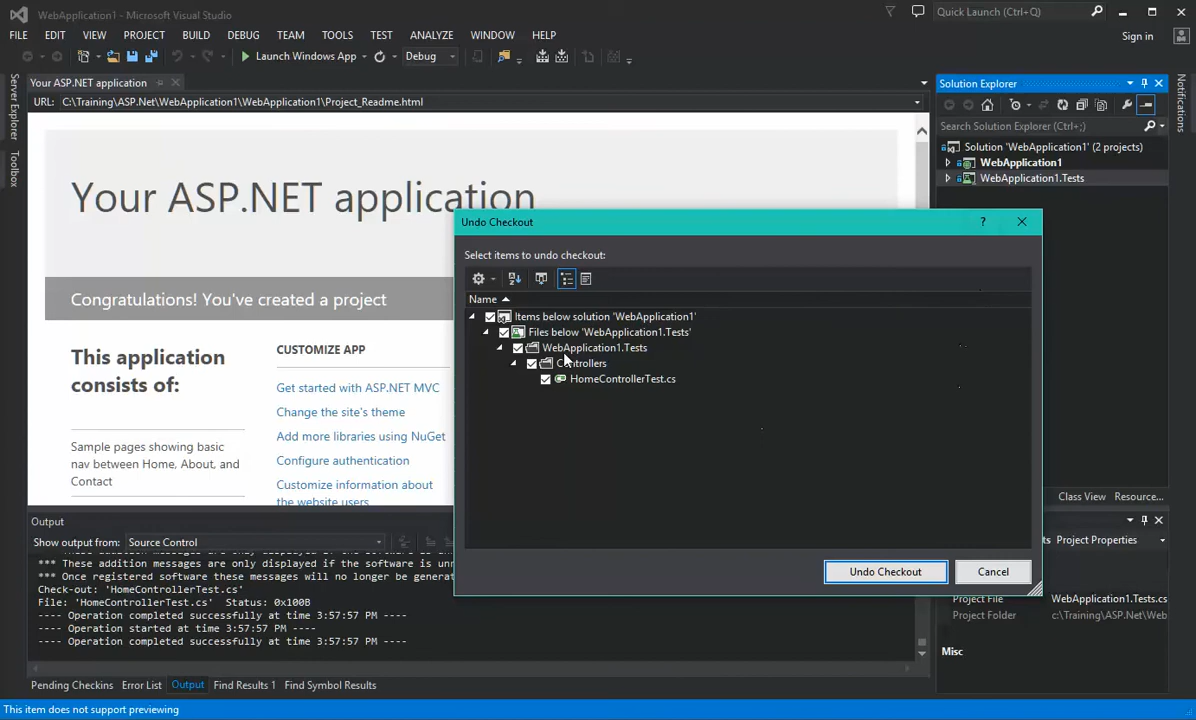 WebApplication1 - Microsoft Visual Studio
Quick Launch (Ctrl+Q)
FILE EDIT VIEW PROJECT BUILD DEBUG TEAM TOOLS TEST ANALYZE WINDOW HELP
Sign in
Launch Windows App
Debug
Server Explorer
Toolbox
Your ASP.NET application
URL: C:\Training\ASP.Net\WebApplication1\WebApplication1\Project_Readme.html
Your ASP.NET application
Congratulations! You've created a project
This application
consists of:
Sample pages showing basic
nav between Home, About, and
Contact
CUSTOMIZE APP
Get started with ASP.NET MVC
Change the site's theme
Add more libraries using NuGet
Configure authentication
Customize information about
the website users
Undo Checkout
?
Select items to undo checkout:
Name
Items below solution 'WebApplication1'
Files below 'WebApplication1.Tests'
WebApplication1.Tests
HomeControllerTest.cs
Undo Checkout
Cancel
Solution Explorer
Search Solution Explorer (Ctrl+;)
Solution 'WebApplication1' (2 projects)
WebApplication1
WebApplication1.Tests
Notifications
Class View
Resource...
Project Properties
Project File WebApplication1.Tests.cs
Project Folder c:\Training\ASP.Net\Web
Misc
Output
Show output from: Source Control
*** These addition messages are only displayed if the software is
*** Once registered software these messages will no longer be
Check-out: 'HomeControllerTest.cs'
File: 'HomeControllerTest.cs' Status: 0x100B
---- Operation completed successfully at time 3:57:57 PM ----
---- Operation started at time 3:57:57 PM ----
---- Operation completed successfully at time 3:57:57 PM ----
Pending Checkins
Error List
Output
Find Results 1
Find Symbol Results
This item does not support previewing